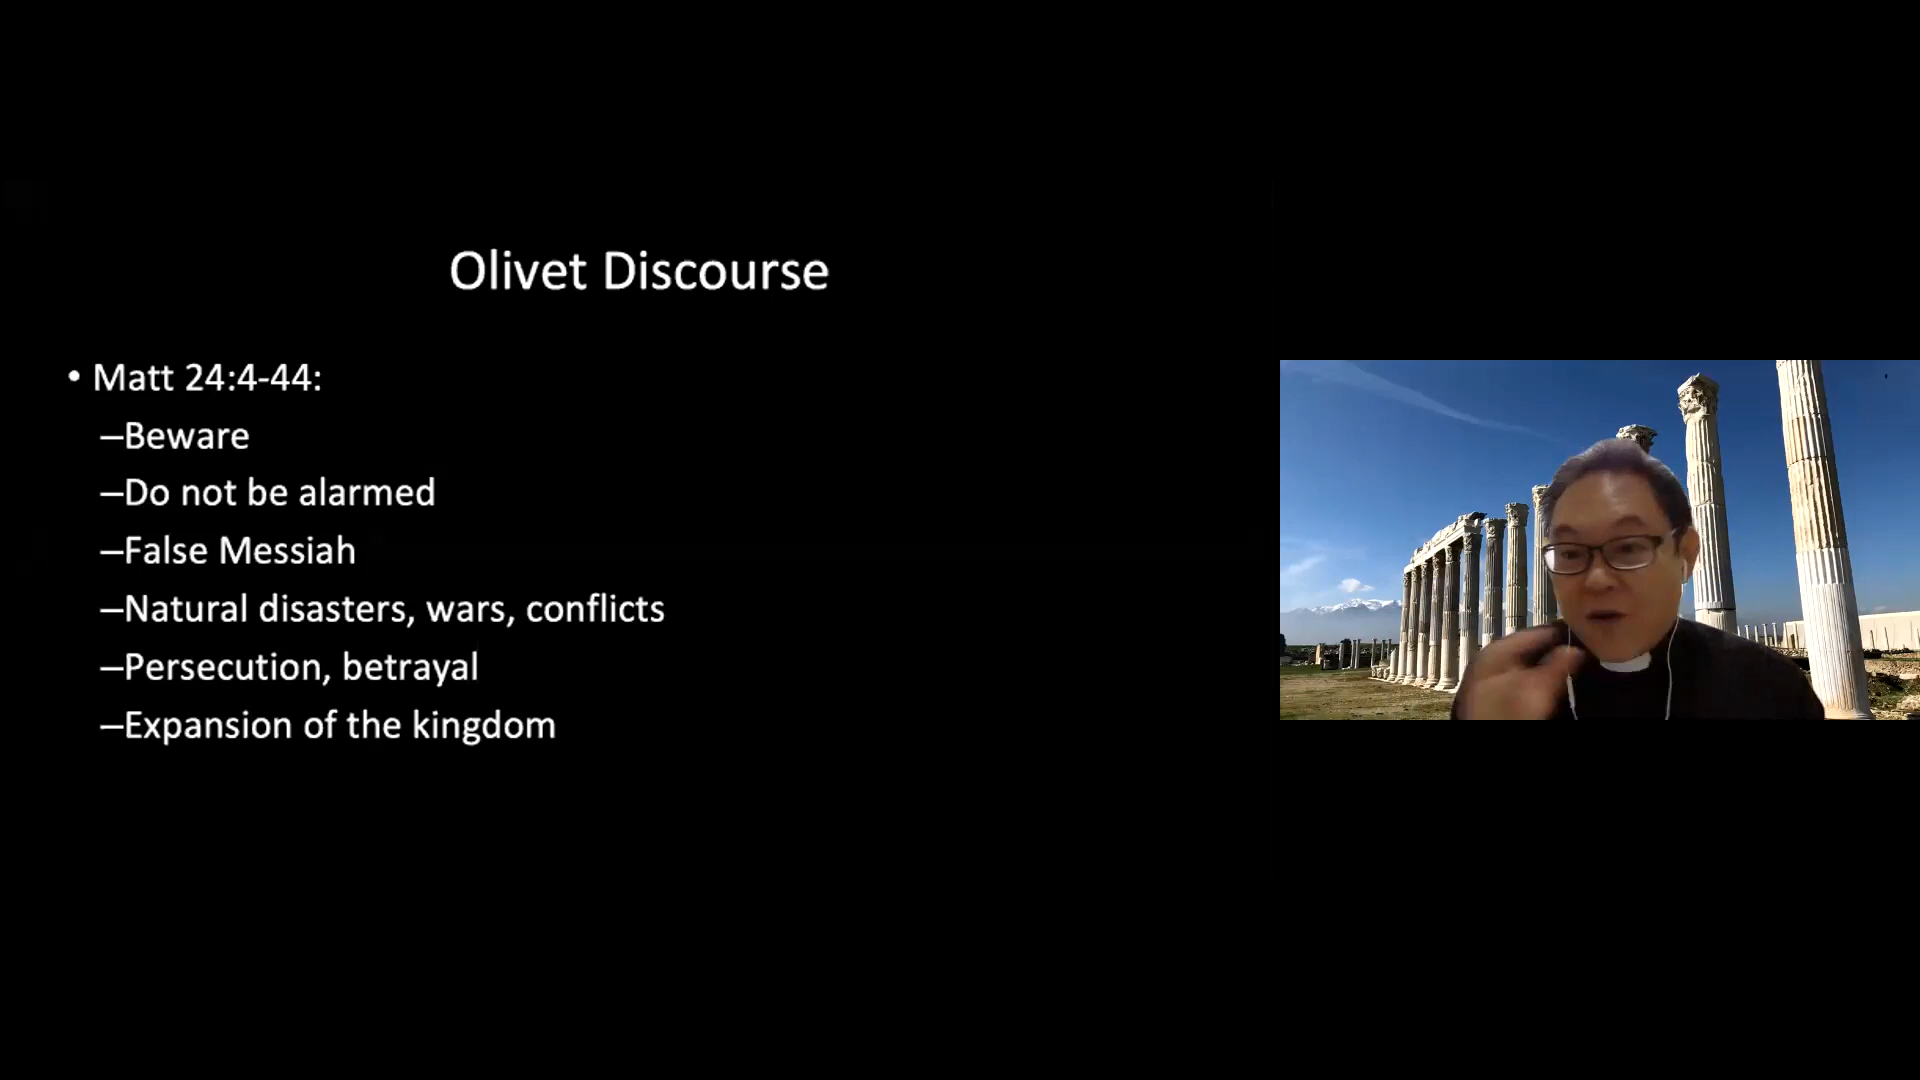 Olivet Discourse
• Matt 24:4-44:
–Beware
–Do not be alarmed
–False Messiah
–Natural disasters, wars, conflicts
–Persecution, betrayal
–Expansion of the kingdom